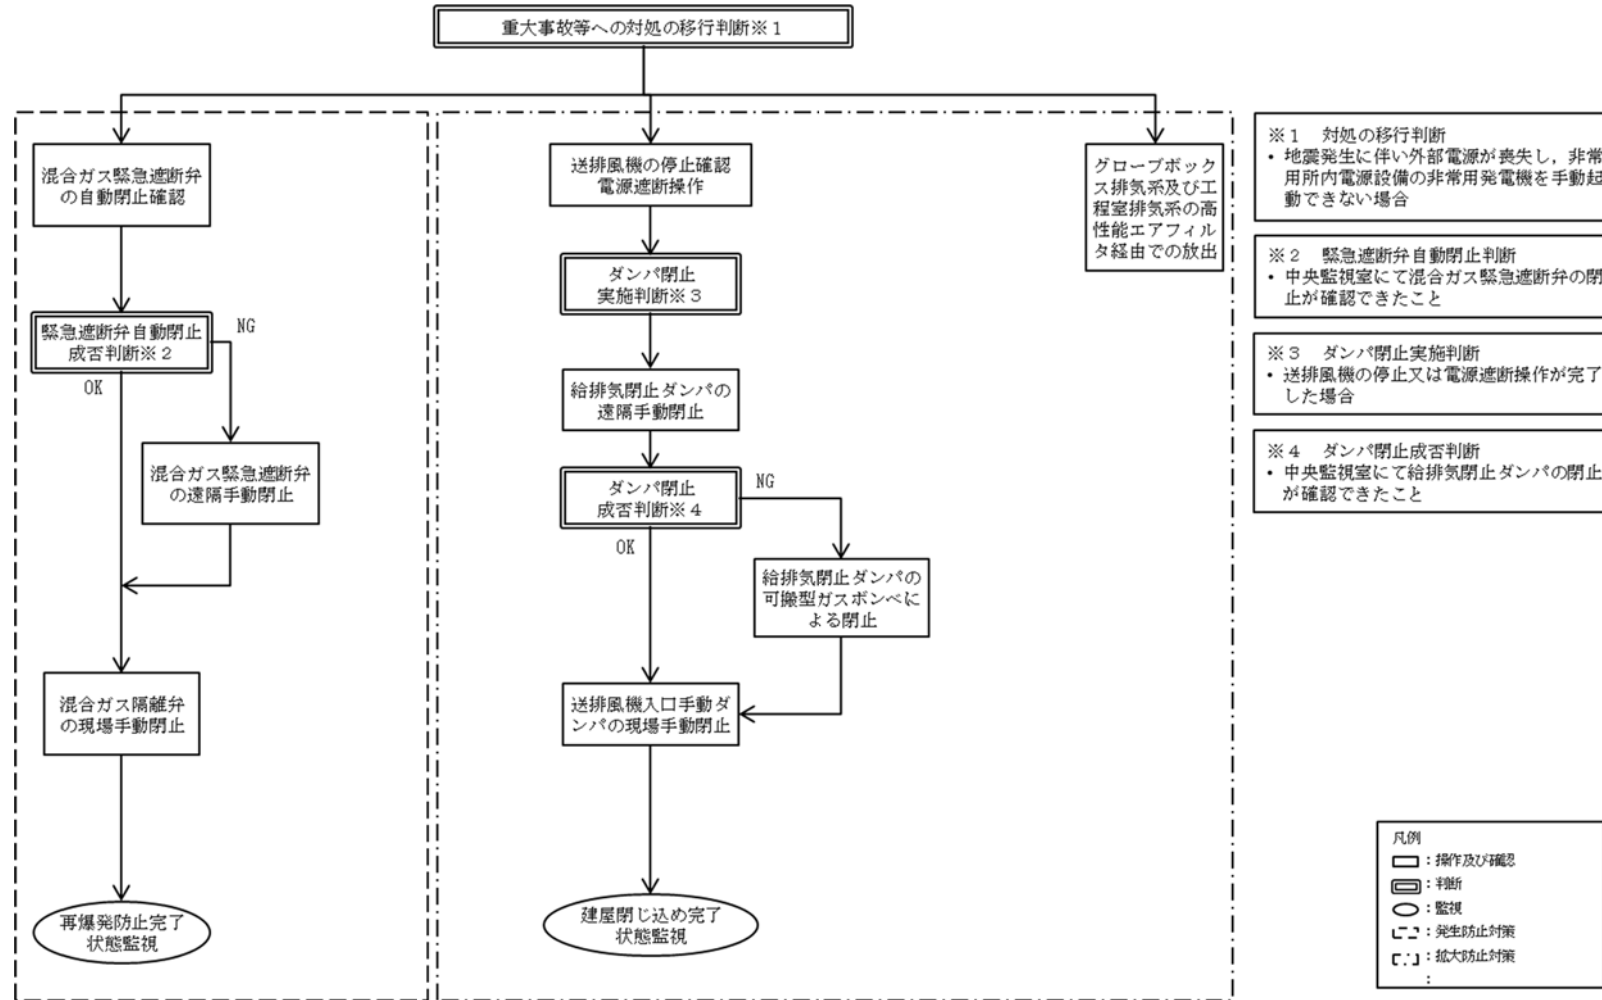 重大事故等への対処の移行判断※1
混合ガス緊急遮断弁
の自動閉止確認
緊急遮断弁自動閉止
成否判断※2
NG
OK
混合ガス緊急遮断弁
の遠隔手動閉止
混合ガス隔離弁
の現場手動閉止
再爆発防止完了
状態監視
送排風機の停止確認
電源遮断操作
ダンパ閉止
実施判断※3
給排気閉止ダンパの
遠隔手動閉止
ダンパ閉止
成否判断※4
NG
OK
給排気閉止ダンパの
可搬型ガスボンベに
よる閉止
送排風機入口手動ダ
ンパの現場手動閉止
建屋閉じ込め完了
状態監視
グローブボック
ス排気系及び工
程室排気系の高
性能エアフィル
タ経由での放出
※1 対処の移行判断
・地震発生に伴い外部電源が喪失し，非常
用所内電源設備の非常用発電機を手動起
動できない場合
※2 緊急遮断弁自動閉止判断
・中央監視室にて混合ガス緊急遮断弁の閉
止が確認できたこと
※3 ダンパ閉止実施判断
・送排風機の停止又は電源遮断操作が完了
した場合
※4 ダンパ閉止成否判断
・中央監視室にて給排気閉止ダンパの閉止
が確認できたこと
凡例
：操作及び確認
：判断
：監視
：発生防止対策
：拡大防止対策
：